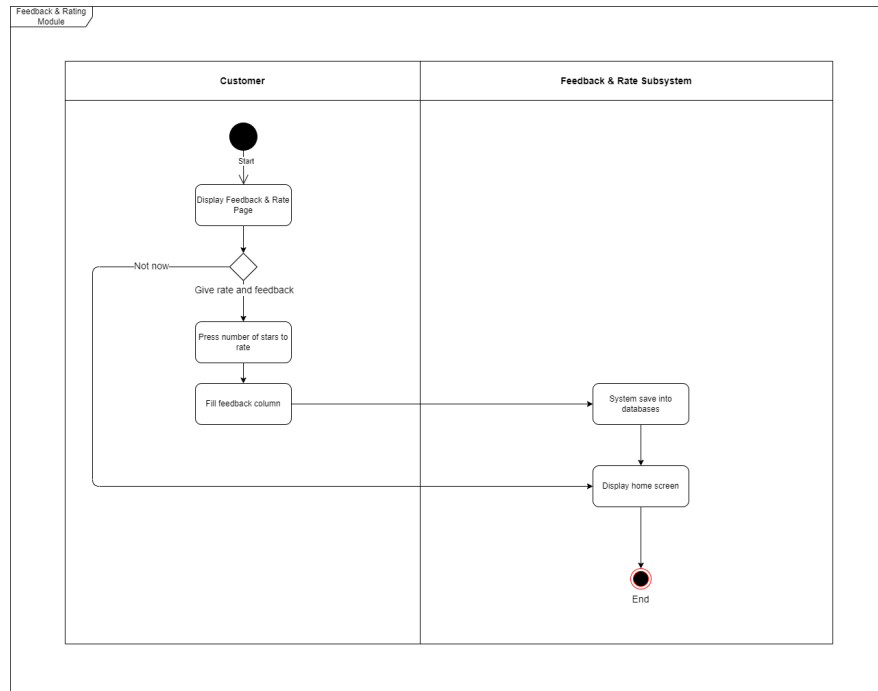 Feedback & Rating
Module
Customer
Feedback & Rate Subsystem
Start
Display Feedback & Rate
Page
Not now
Give rate and feedback
Press number of stars to
rate
Fill feedback column
System save into
databases
Display home screen
End